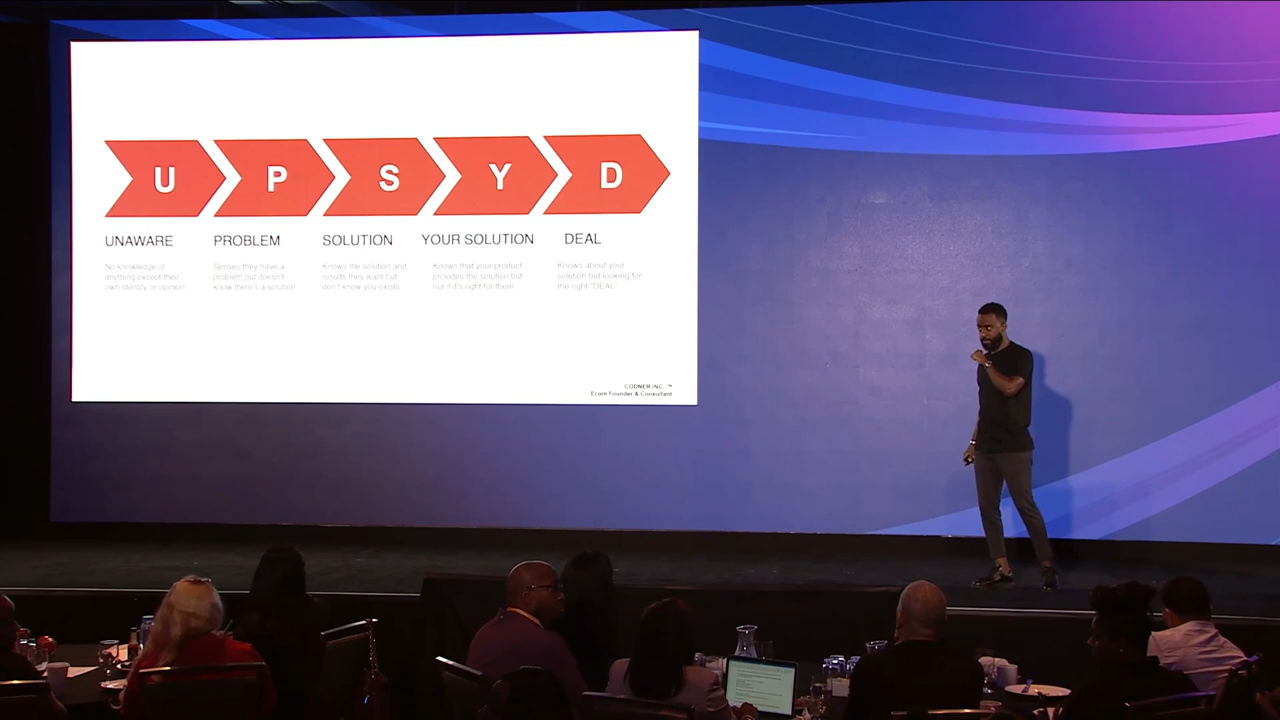 U P S Y D
UNAWARE PROBLEM SOLUTION YOUR SOLUTION DEAL
No knowledge of
anything except their
own identity or opinion
Senses they have a
problem but doesn't
know there's a solution
Knows the solution and
results they want but
don't know you exists
Knows that your product
provides the solution but
not if it's right for them
Knows about your
solution but looking for
the right "DEAL"
CODNER INC. ™
Ecom Founder & Consultant